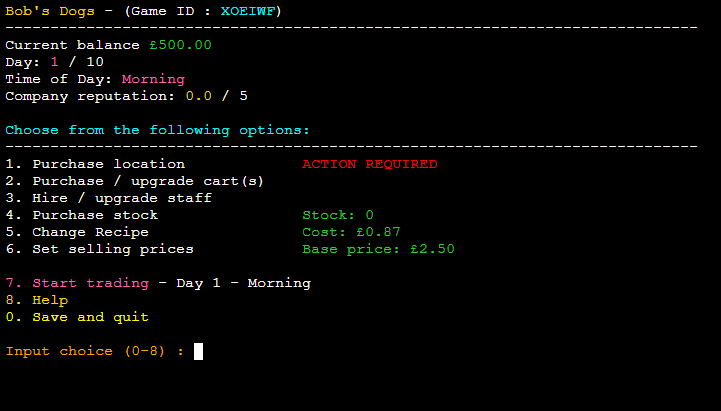 Bob's Dogs - (Game ID : XOEIWF)
-----------------------------------------------------------------------------
Current balance £500.00
Day: 1 / 10
Time of Day: Morning
Company reputation: 0.0 / 5
Choose from the following options:
-----------------------------------------------------------------------------
1. Purchase location ACTION REQUIRED
2. Purchase / upgrade cart(s)
3. Hire / upgrade staff
4. Purchase stock Stock: 0
5. Change Recipe Cost: £0.87
6. Set selling prices Base price: £2.50
7. Start trading - Day 1 - Morning
8. Help
0. Save and quit
Input choice (0-8) :